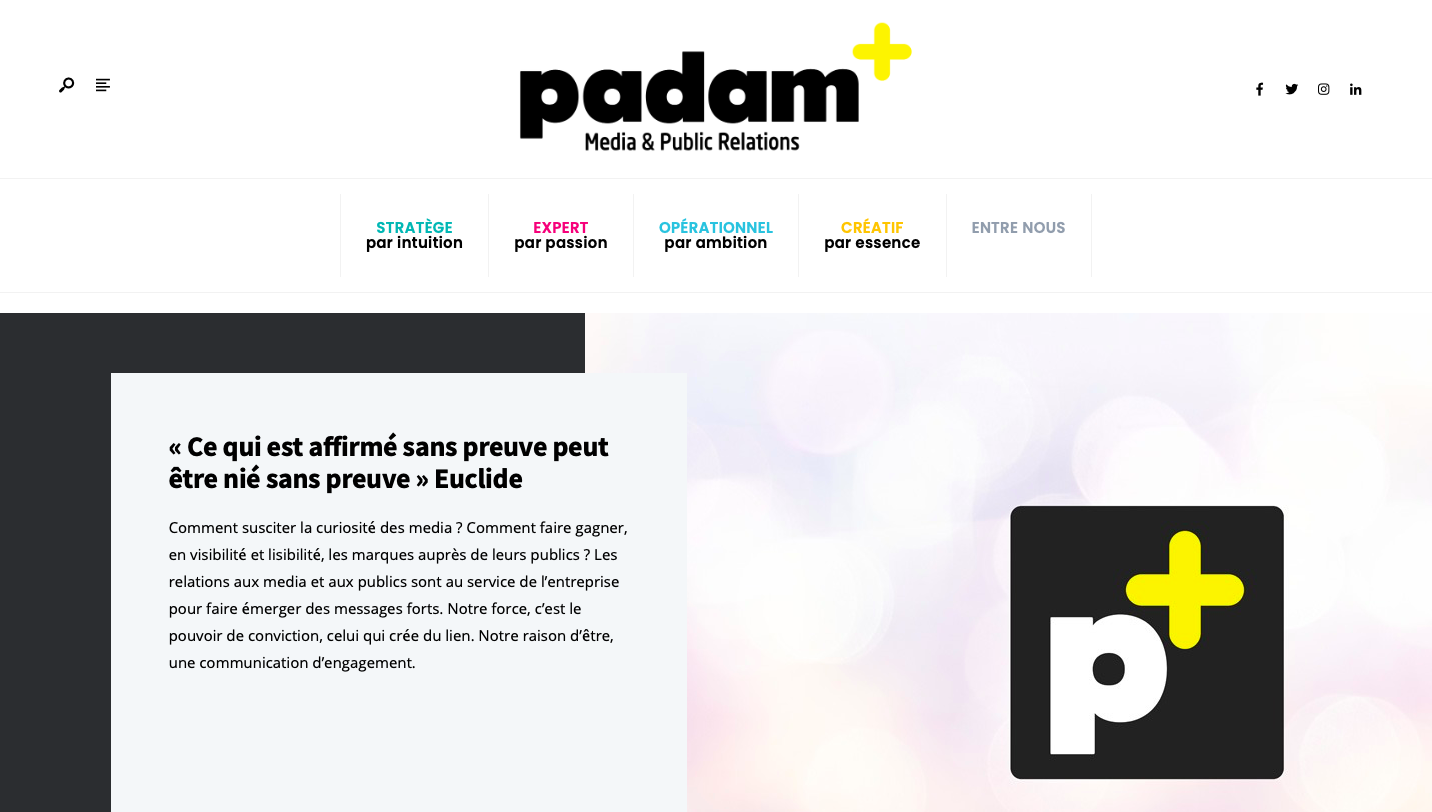 padam+
Media & Public Relations
STRATÈGE
par intuition
EXPERT
par passion
OPÉRATIONNEL
par ambition
CRÉATIF
par essence
ENTRE NOUS
« Ce qui est affirmé sans preuve peut
être nié sans preuve » Euclide
Comment susciter la curiosité des media ? Comment faire gagner,
en visibilité et lisibilité, les marques auprès de leurs publics ? Les
relations aux media et aux publics sont au service de l’entreprise
pour faire émerger des messages forts. Notre force, c’est le
pouvoir de conviction, celui qui crée du lien. Notre raison d’être,
une communication d’engagement.
p+